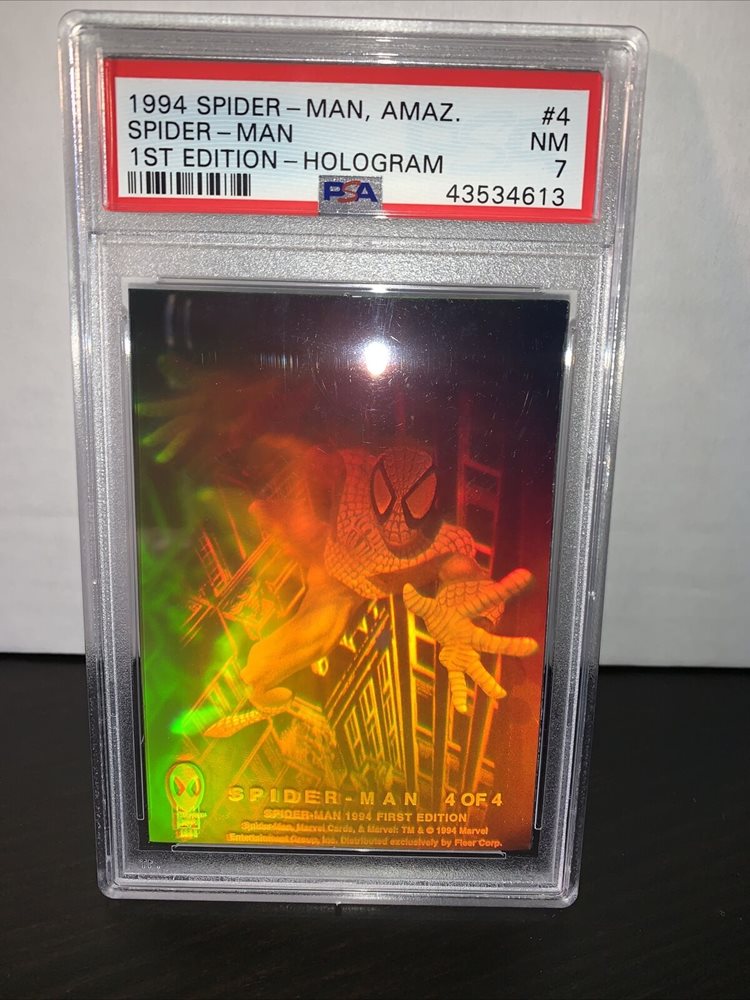 1994 SPIDER-MAN, AMAZ. #4
SPIDER-MAN NM
1ST EDITION-HOLOGRAM 7
PSA 43534613
SPIDER-MAN 4 OF 4
SPIDER-MAN 1994 FIRST EDITION
Spider-Man, Marvel Cards, & Marvel: TM & © 1994 Marvel
Entertainment Group, Inc. Distributed exclusively by Fleer Corp.